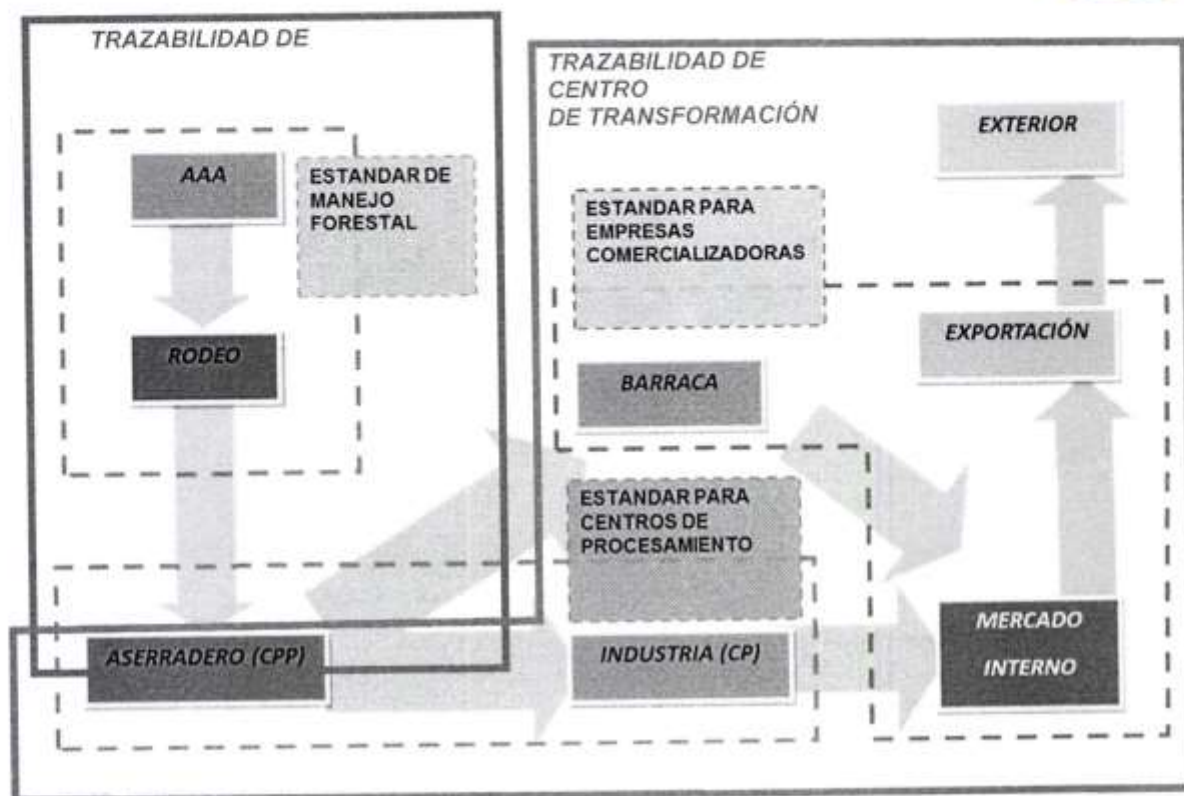 TRAZABILIDAD DE
AAA
ESTANDAR DE
MANEJO
FORESTAL
RODEO
TRAZABILIDAD DE
CENTRO
DE TRANSFORMACIÓN
EXTERIOR
ESTANDAR PARA
EMPRESAS
COMERCIALIZADORAS
EXPORTACIÓN
BARRACA
ESTANDAR PARA
CENTROS DE
PROCESAMIENTO
ASERRADERO (CPP)
INDUSTRIA (CP)
MERCADO
INTERNO